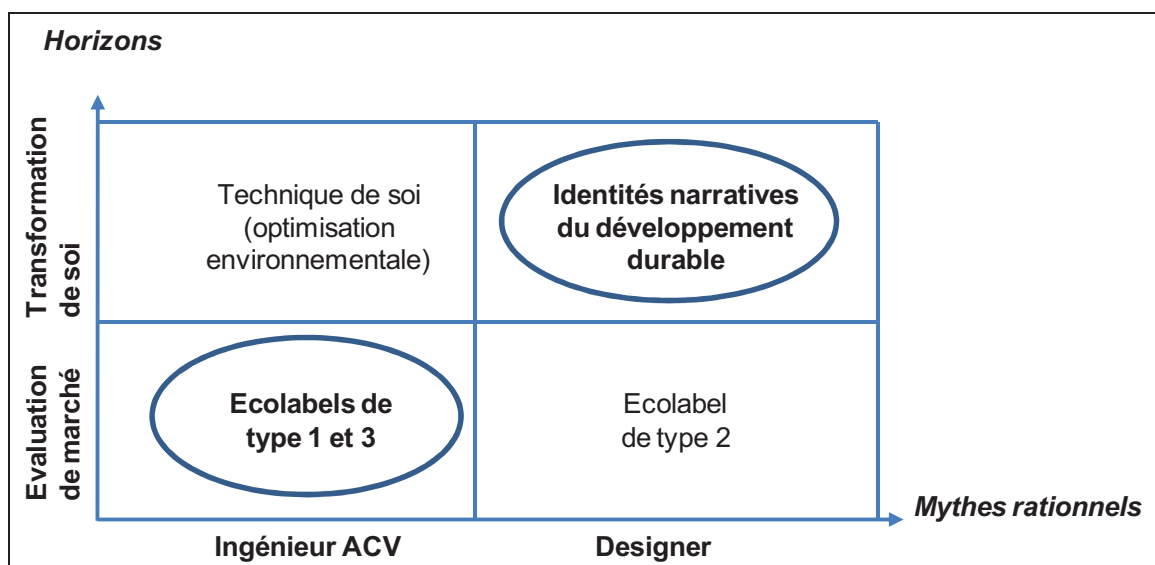 Horizons
Transformation
de soi
Technique de soi
(optimisation
environnementale)
Identités narratives
du développement
durable
Evaluation
de marché
Ecolabels de
type 1 et 3
Ecolabel
de type 2
Mythes rationnels
Ingénieur ACV
Designer